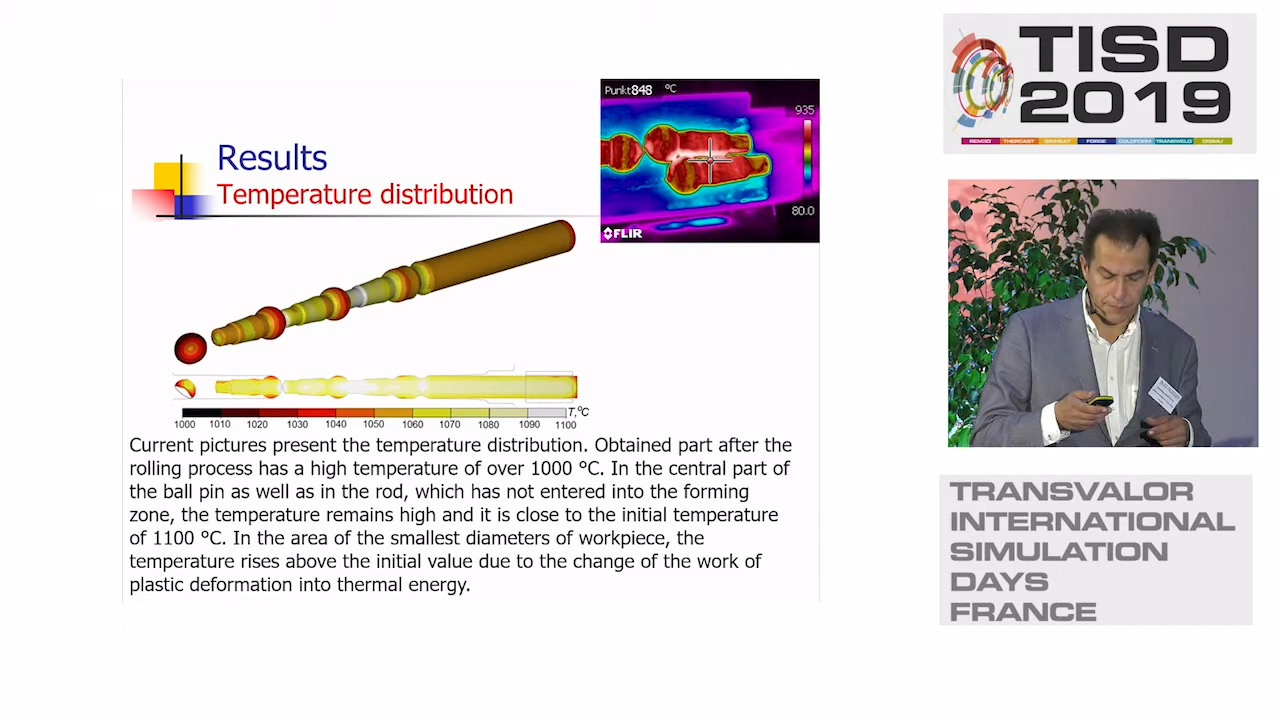 Results
Temperature distribution
Punkt848 °C
935
80.0
FLIR
1000 1010 1020 1030 1040 1050 1060 1070 1080 1090 1100
T,°C
Current pictures present the temperature distribution. Obtained part after the
rolling process has a high temperature of over 1000 °C. In the central part of
the ball pin as well as in the rod, which has not entered into the forming
zone, the temperature remains high and it is close to the initial temperature
of 1100 °C. In the area of the smallest diameters of workpiece, the
temperature rises above the initial value due to the change of the work of
plastic deformation into thermal energy.
TISD
2019
REM3D THERCAST SIMHEAT FORGE COLDFORM TRANSWELD DIGIMU
TRANSVALOR
INTERNATIONAL
SIMULATION
DAYS
FRANCE